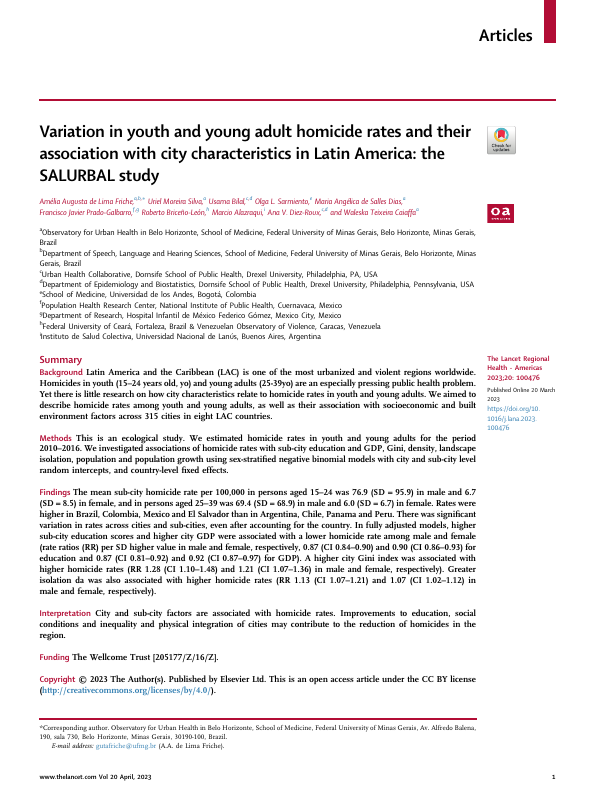 Articles
Variation in youth and young adult homicide rates and their
association with city characteristics in Latin America: the
SALURBAL study
Check for
updates
Amélia Augusta de Lima Friche,a,b,∗ Uriel Moreira Silva,a Usama Bilal,c,d Olga L. Sarmiento,e Maria Angélica de Salles Dias,a
Francisco Javier Prado-Galbarro,f,g Roberto Briceño-León,h Marcio Alazraqui,i Ana V. Diez-Roux,c,d and Waleska Teixeira Caiaffaa
oa
aObservatory for Urban Health in Belo Horizonte, School of Medicine, Federal University of Minas Gerais, Belo Horizonte, Minas Gerais,
Brazil
bDepartment of Speech, Language and Hearing Sciences, School of Medicine, Federal University of Minas Gerais, Belo Horizonte, Minas
Gerais, Brazil
cUrban Health Collaborative, Dornsife School of Public Health, Drexel University, Philadelphia, PA, USA
dDepartment of Epidemiology and Biostatistics, Dornsife School of Public Health, Drexel University, Philadelphia, Pennsylvania, USA
eSchool of Medicine, Universidad de los Andes, Bogotá, Colombia
fPopulation Health Research Center, National Institute of Public Health, Cuernavaca, Mexico
gDepartment of Research, Hospital Infantil de México Federico Gómez, Mexico City, Mexico
hFederal University of Ceará, Fortaleza, Brazil & Venezuelan Observatory of Violence, Caracas, Venezuela
iInstituto de Salud Colectiva, Universidad Nacional de Lanús, Buenos Aires, Argentina
Summary
Background Latin America and the Caribbean (LAC) is one of the most urbanized and violent regions worldwide.
Homicides in youth (15–24 years old, yo) and young adults (25-39yo) are an especially pressing public health problem.
Yet there is little research on how city characteristics relate to homicide rates in youth and young adults. We aimed to
describe homicide rates among youth and young adults, as well as their association with socioeconomic and built
environment factors across 315 cities in eight LAC countries.
The Lancet Regional
Health - Americas
2023;20: 100476
Published Online 20 March
2023
https://doi.org/10.
1016/j.lana.2023.
100476
Methods This is an ecological study. We estimated homicide rates in youth and young adults for the period
2010–2016. We investigated associations of homicide rates with sub-city education and GDP, Gini, density, landscape
isolation, population and population growth using sex-stratified negative binomial models with city and sub-city level
random intercepts, and country-level fixed effects.
Findings The mean sub-city homicide rate per 100,000 in persons aged 15–24 was 76.9 (SD = 95.9) in male and 6.7
(SD = 8.5) in female, and in persons aged 25–39 was 69.4 (SD = 68.9) in male and 6.0 (SD = 6.7) in female. Rates were
higher in Brazil, Colombia, Mexico and El Salvador than in Argentina, Chile, Panama and Peru. There was significant
variation in rates across cities and sub-cities, even after accounting for the country. In fully adjusted models, higher
sub-city education scores and higher city GDP were associated with a lower homicide rate among male and female
(rate ratios (RR) per SD higher value in male and female, respectively, 0.87 (CI 0.84–0.90) and 0.90 (CI 0.86–0.93) for
education and 0.87 (CI 0.81–0.92) and 0.92 (CI 0.87–0.97) for GDP). A higher city Gini index was associated with
higher homicide rates (RR 1.28 (CI 1.10–1.48) and 1.21 (CI 1.07–1.36) in male and female, respectively). Greater
isolation da was also associated with higher homicide rates (RR 1.13 (CI 1.07–1.21) and 1.07 (CI 1.02–1.12) in
male and female, respectively).
Interpretation City and sub-city factors are associated with homicide rates. Improvements to education, social
conditions and inequality and physical integration of cities may contribute to the reduction of homicides in the
region.
Funding The Wellcome Trust [205177/Z/16/Z].
Copyright © 2023 The Author(s). Published by Elsevier Ltd. This is an open access article under the CC BY license
(http://creativecommons.org/licenses/by/4.0/).
∗Corresponding author. Observatory for Urban Health in Belo Horizonte, School of Medicine, Federal University of Minas Gerais, Av. Alfredo Balena,
190, sala 730, Belo Horizonte, Minas Gerais, 30190-100, Brazil.
E-mail address: gutafriche@ufmg.br (A.A. de Lima Friche).
www.thelancet.com Vol 20 April, 2023
1